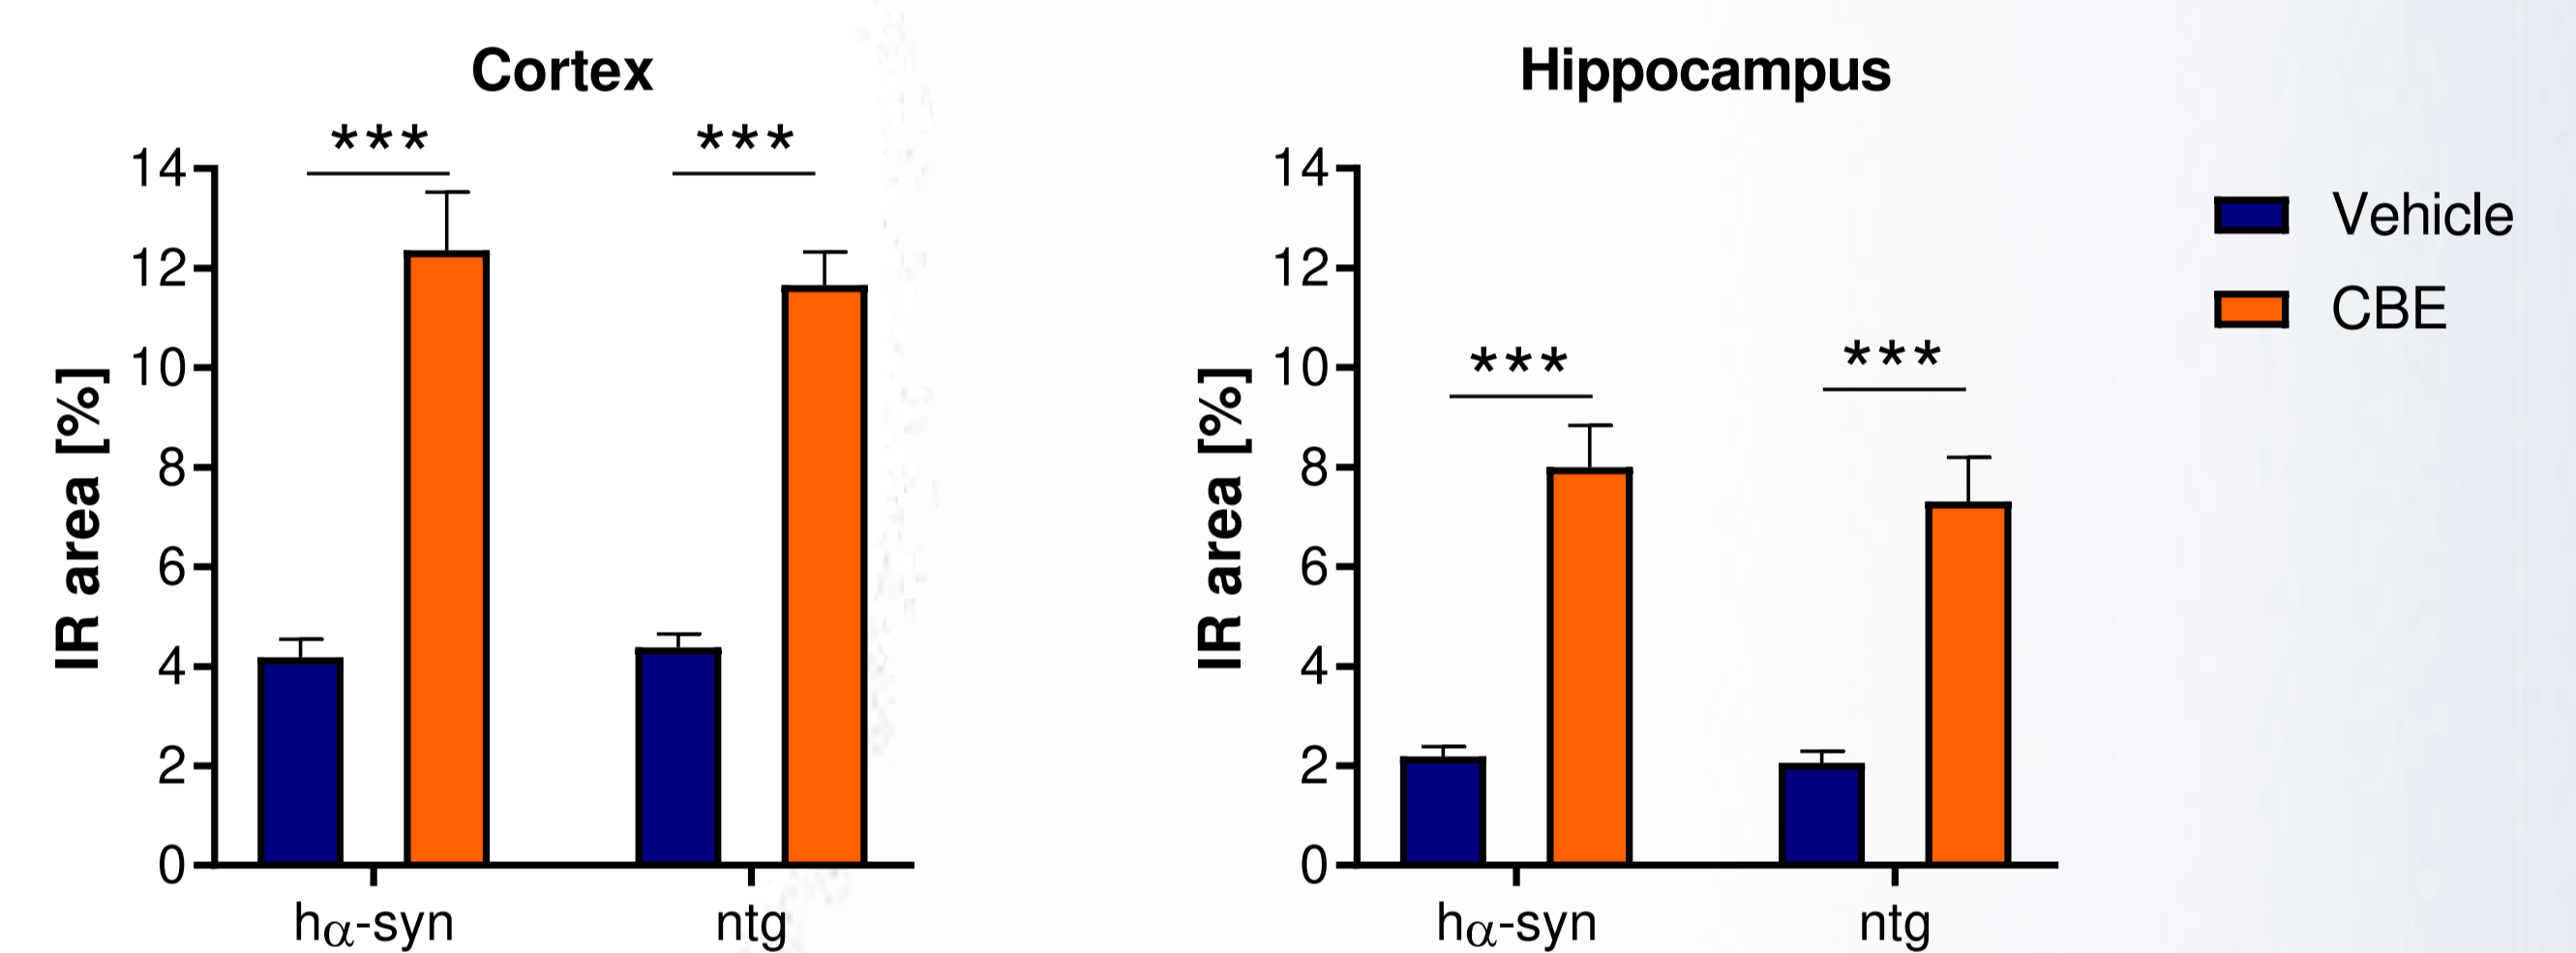 Cortex
***
***
14
12
10
8
6
4
2
0
IR area [%]
hα-syn
ntg
Hippocampus
***
***
14
12
10
8
6
4
2
0
IR area [%]
hα-syn
ntg
Vehicle
CBE